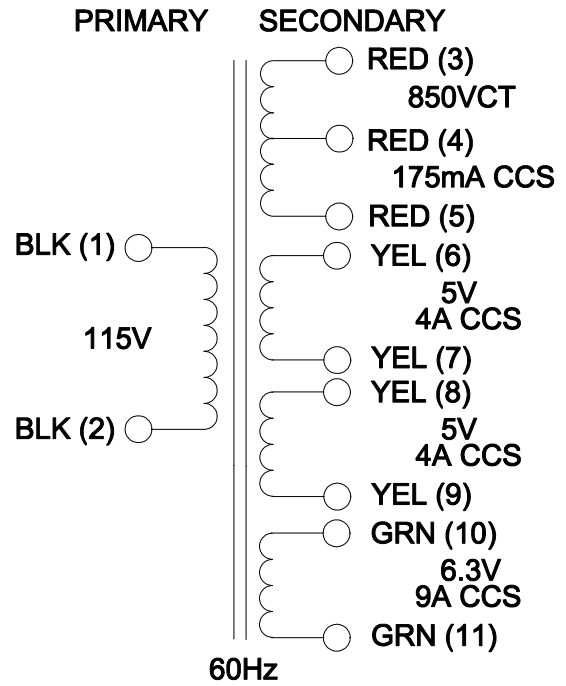 PRIMARY SECONDARY
RED (3)
850VCT
RED (4)
175mA CCS
RED (5)
BLK (1)
115V
BLK (2)
YEL (6)
5V
4A CCS
YEL (7)
YEL (8)
5V
4A CCS
YEL (9)
GRN (10)
6.3V
9A CCS
GRN (11)
60Hz